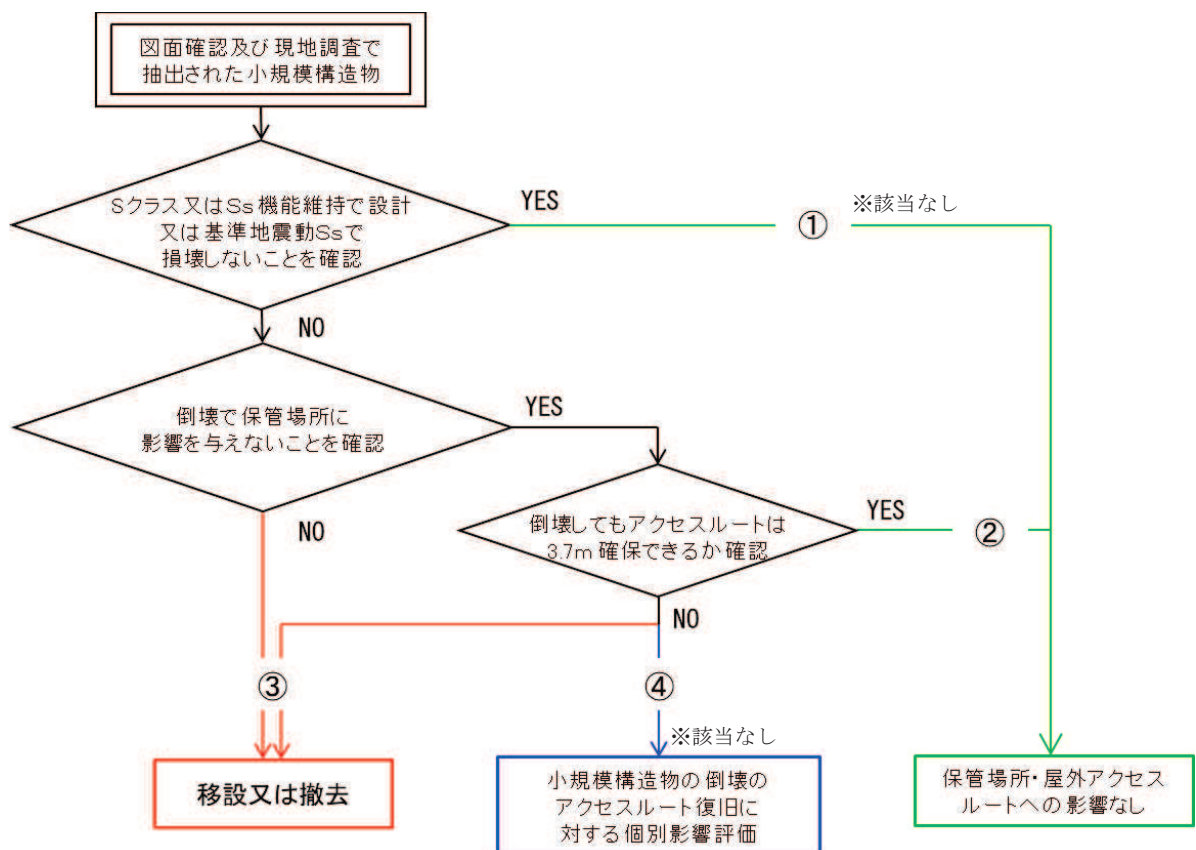 図面確認及び現地調査で
抽出された小規模構造物
Sクラス又はSs機能維持で設計
又は基準地震動Ssで
損壊しないことを確認
YES
①
※該当なし
NO
倒壊で保管場所に
影響を与えないことを確認
YES
NO
倒壊してもアクセスルートは
3.7m確保できるか確認
YES
②
NO
③
④
※該当なし
移設又は撤去
小規模構造物の倒壊の
アクセスルート復旧に
対する個別影響評価
保管場所・屋外アクセス
ルートへの影響なし